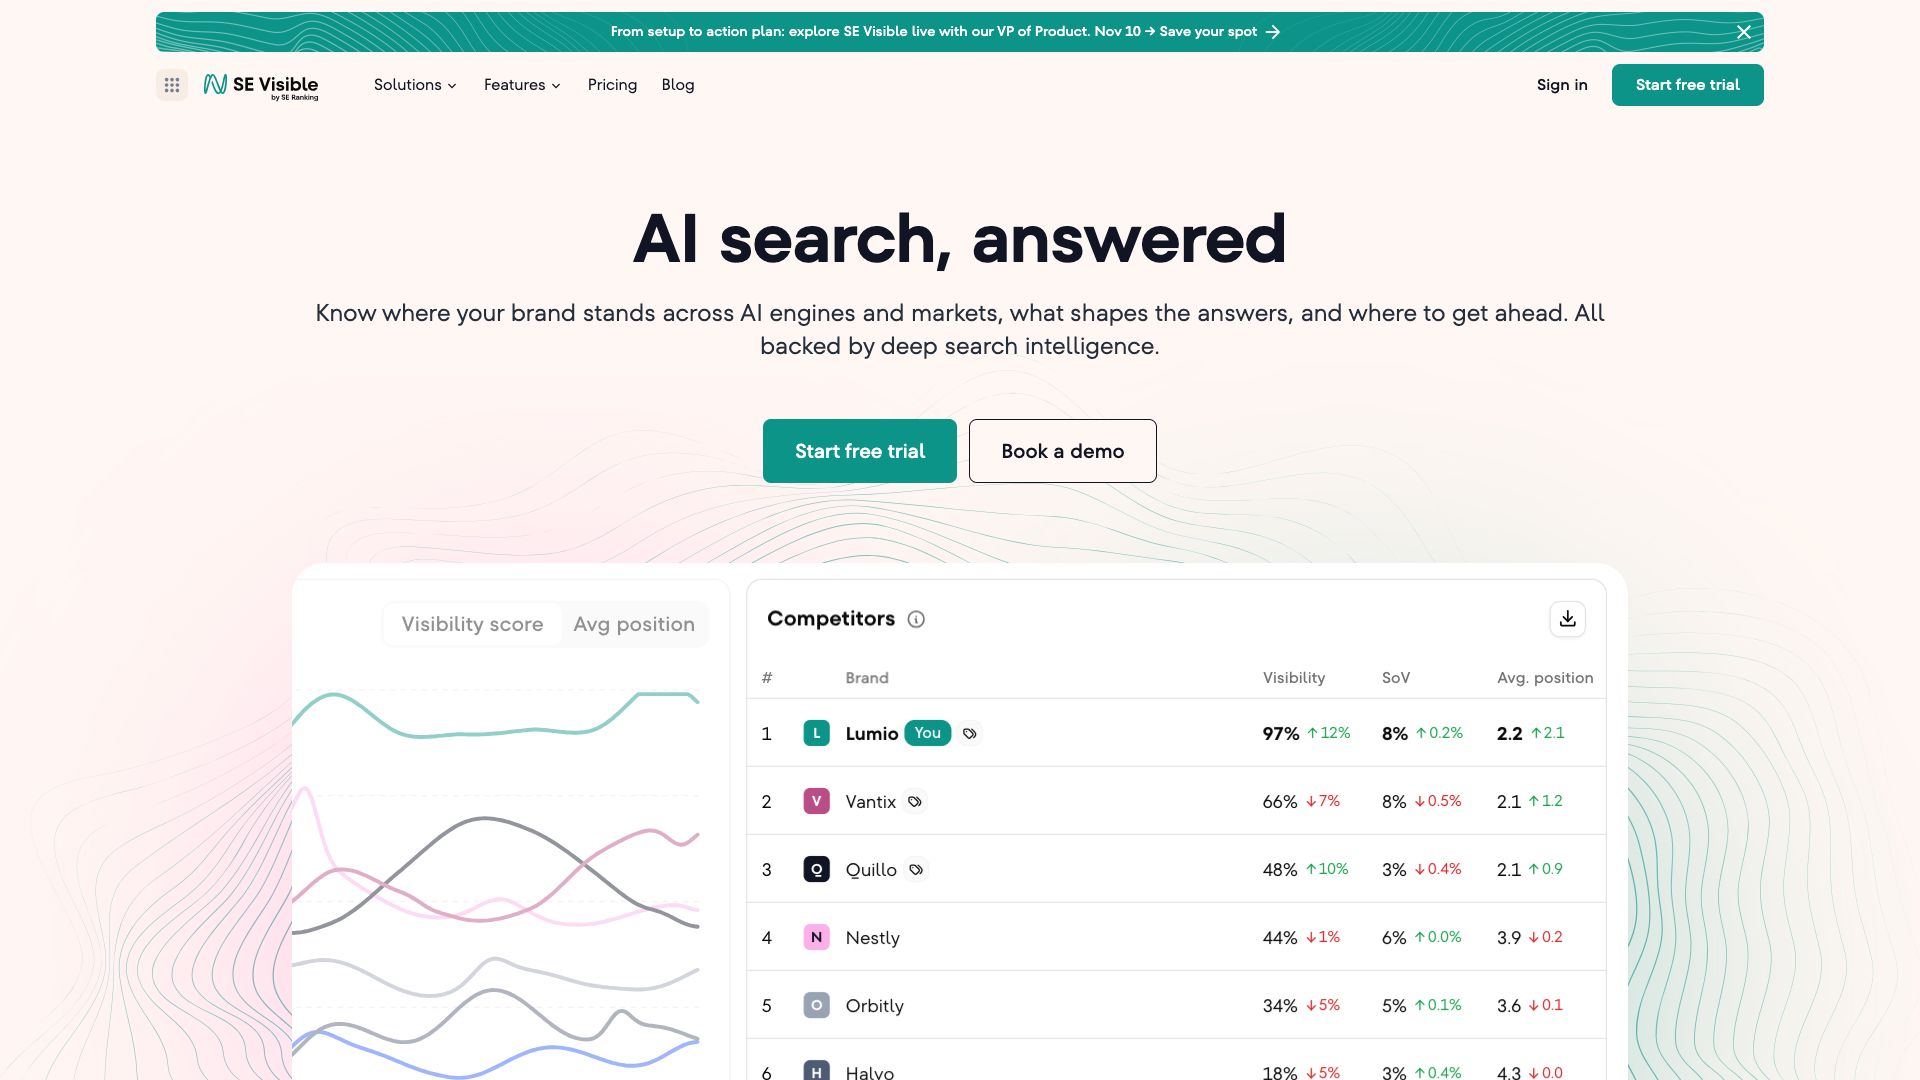 From setup to action plan: explore SE Visible live with our VP of Product. Nov 10 → Save your spot →
SE Visible
by SE Ranking
Solutions
Features
Pricing
Blog
Sign in
Start free trial
AI search, answered
Know where your brand stands across AI engines and markets, what shapes the answers, and where to get ahead. All
backed by deep search intelligence.
Start free trial
Book a demo
Visibility score
Avg position
Competitors
# Brand Visibility SoV Avg. position
1 L Lumio You 97% ↑12% 8% ↑0.2% 2.2 ↑2.1
2 V Vantix 66% ↓7% 8% ↓0.5% 2.1 ↑1.2
3 Q Quillo 48% ↑10% 3% ↓0.4% 2.1 ↑0.9
4 N Nestly 44% ↓1% 6% ↑0.0% 3.9 ↓0.2
5 O Orbitly 34% ↓5% 5% ↑0.1% 3.6 ↓0.1
6 H Halvo 18% ↓5% 3% ↑0.4% 4.3 ↓0.0